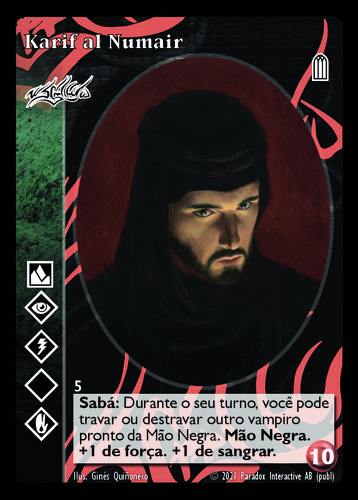 Karif al Numair
5
Sabá: Durante o seu turno, você pode
travar ou destravar outro vampiro
pronto da Mão Negra. Mão Negra.
+1 de força. +1 de sangrar.
10
Ilus. Ginés Quiñonero © 2021 Paradox Interactive AB (publ)